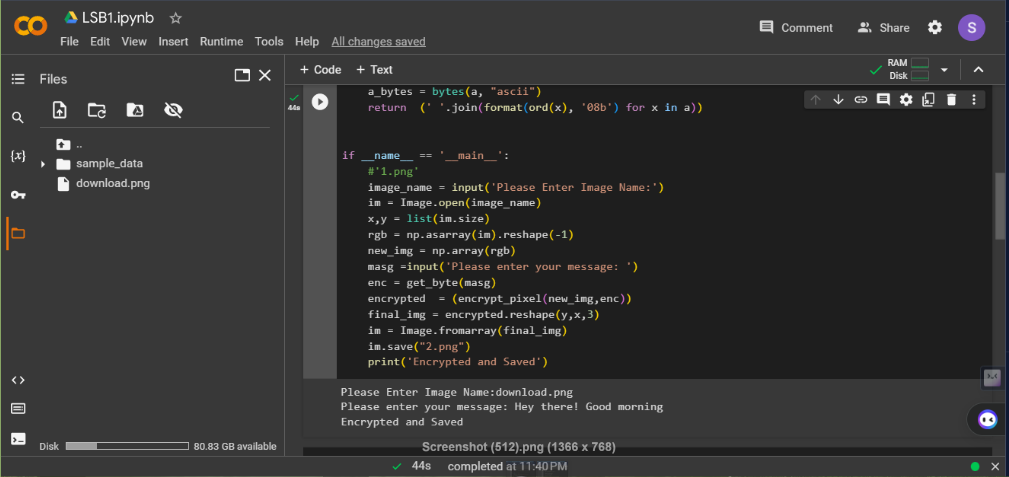 LSB1.ipynb
File Edit View Insert Runtime Tools Help All changes saved
Comment Share S
Files
+ Code + Text
RAM
Disk
..
sample_data
download.png
{x}
44s
a_bytes = bytes(a, "ascii")
return (' '.join(format(ord(x), '08b') for x in a))
if __name__ == '__main__':
#'1.png'
image_name = input('Please Enter Image Name:')
im = Image.open(image_name)
x,y = list(im.size)
rgb = np.asarray(im).reshape(-1)
new_img = np.array(rgb)
masg =input('Please enter your message: ')
enc = get_byte(masg)
encrypted = (encrypt_pixel(new_img,enc))
final_img = encrypted.reshape(y,x,3)
im = Image.fromarray(final_img)
im.save("2.png")
print('Encrypted and Saved')
Please Enter Image Name:download.png
Please enter your message: Hey there! Good morning
Encrypted and Saved
Disk 80.83 GB available
Screenshot (512).png (1366 x 768)
44s completed at 11:40 PM